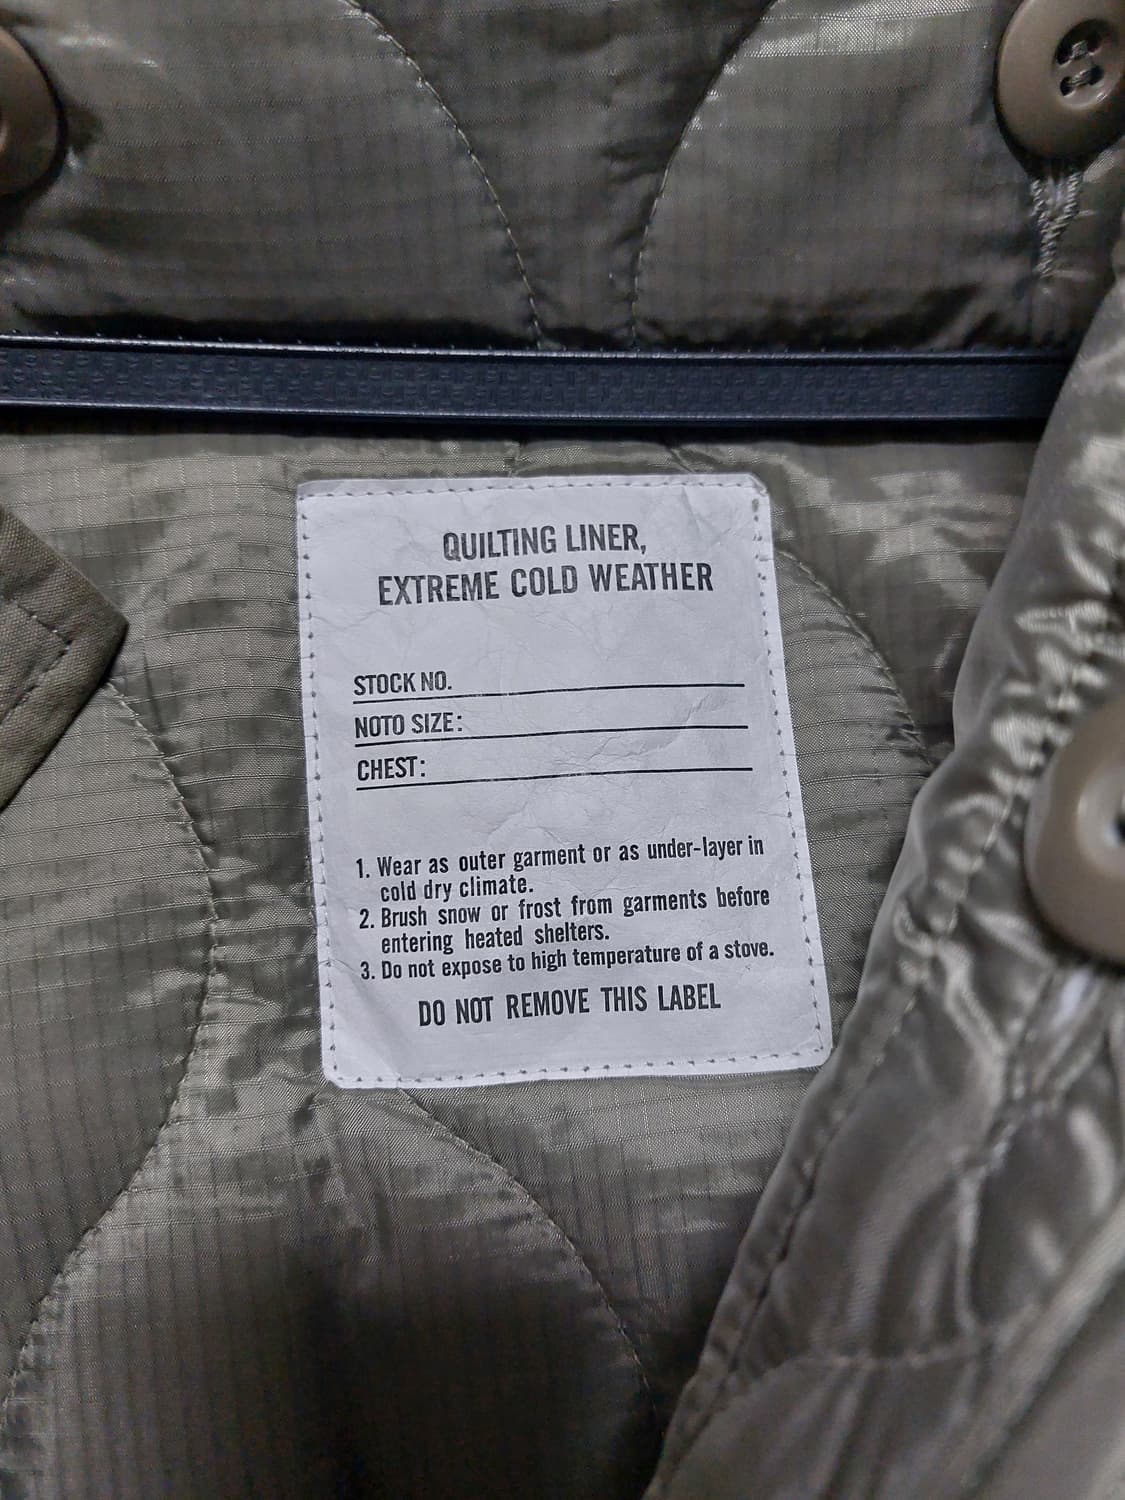 QUILTING LINER,
EXTREME COLD WEATHER
STOCK NO.
NOTO SIZE:
CHEST:
1. Wear as outer garment or as under-layer in
cold dry climate.
2. Brush snow or frost from garments before
entering heated shelters.
3. Do not expose to high temperature of a stove.
DO NOT REMOVE THIS LABEL